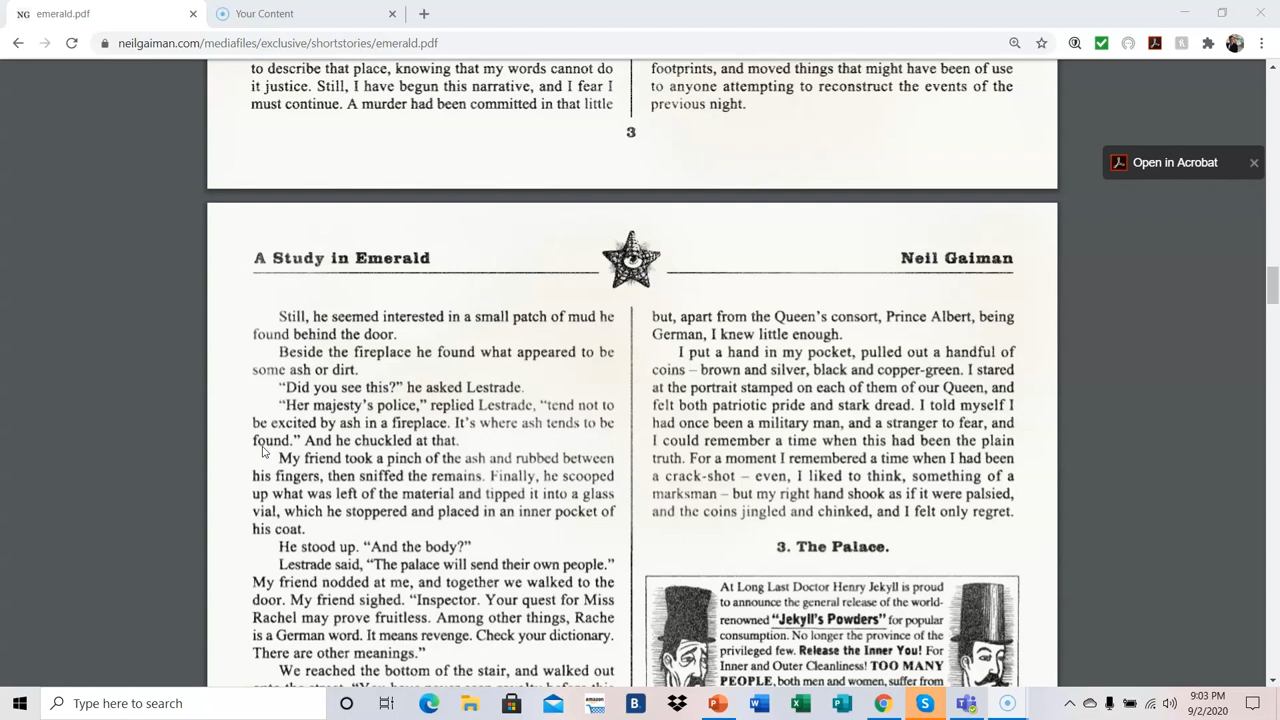 emerald.pdf
Your Content
neilgaiman.com/mediafiles/exclusive/shortstories/emerald.pdf
to describe that place, knowing that my words cannot do
it justice. Still, I have begun this narrative, and I fear I
must continue. A murder had been committed in that little
footprints, and moved things that might have been of use
to anyone attempting to reconstruct the events of the
previous night.
3
Open in Acrobat
A Study in Emerald
Neil Gaiman
Still, he seemed interested in a small patch of mud he
found behind the door.
Beside the fireplace he found what appeared to be
some ash or dirt.
“Did you see this?” he asked Lestrade.
“Her majesty’s police,” replied Lestrade, “tend not to
be excited by ash in a fireplace. It’s where ash tends to be
found.” And he chuckled at that.
My friend took a pinch of the ash and rubbed between
his fingers, then sniffed the remains. Finally, he scooped
up what was left of the material and tipped it into a glass
vial, which he stoppered and placed in an inner pocket of
his coat.
He stood up. “And the body?”
Lestrade said, “The palace will send their own people.”
My friend nodded at me, and together we walked to the
door. My friend sighed. “Inspector. Your quest for Miss
Rachel may prove fruitless. Among other things, Rache
is a German word. It means revenge. Check your dictionary.
There are other meanings.”
We reached the bottom of the stair, and walked out
but, apart from the Queen’s consort, Prince Albert, being
German, I knew little enough.
I put a hand in my pocket, pulled out a handful of
coins – brown and silver, black and copper-green. I stared
at the portrait stamped on each of them of our Queen, and
felt both patriotic pride and stark dread. I told myself I
had once been a military man, and a stranger to fear, and
I could remember a time when this had been the plain
truth. For a moment I remembered a time when I had been
a crack-shot – even, I liked to think, something of a
marksman – but my right hand shook as if it were palsied,
and the coins jingled and chinked, and I felt only regret.
3. The Palace.
At Long Last Doctor Henry Jekyll is proud
to announce the general release of the world-
renowned “Jekyll’s Powders” for popular
consumption. No longer the province of the
privileged few. Release the Inner You! For
Inner and Outer Cleanliness! TOO MANY
PEOPLE, both men and women, suffer from
Type here to search
9:03 PM
9/2/2020